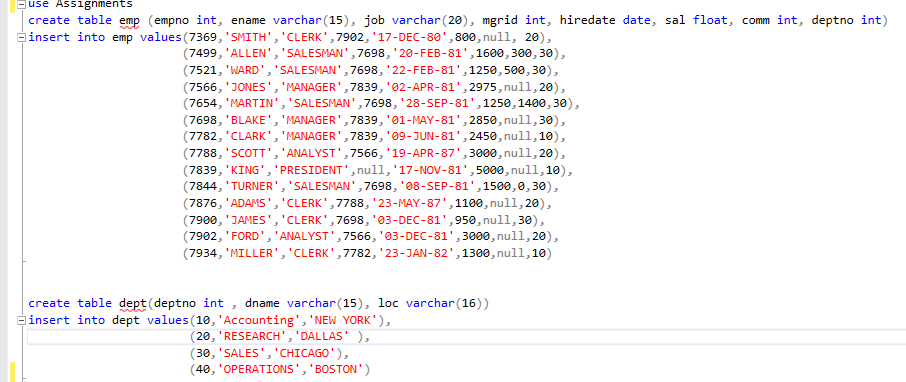 use Assignments
create table emp (empno int, ename varchar(15), job varchar(20), mgrid int, hiredate date, sal float, comm int, deptno int)
insert into emp values(7369,'SMITH','CLERK',7902,'17-DEC-80',800,null, 20),
(7499,'ALLEN','SALESMAN',7698,'20-FEB-81',1600,300,30),
(7521,'WARD','SALESMAN',7698,'22-FEB-81',1250,500,30),
(7566,'JONES','MANAGER',7839,'02-APR-81',2975,null,20),
(7654,'MARTIN','SALESMAN',7698,'28-SEP-81',1250,1400,30),
(7698,'BLAKE','MANAGER',7839,'01-MAY-81',2850,null,30),
(7782,'CLARK','MANAGER',7839,'09-JUN-81',2450,null,10),
(7788,'SCOTT','ANALYST',7566,'19-APR-87',3000,null,20),
(7839,'KING','PRESIDENT',null,'17-NOV-81',5000,null,10),
(7844,'TURNER','SALESMAN',7698,'08-SEP-81',1500,0,30),
(7876,'ADAMS','CLERK',7788,'23-MAY-87',1100,null,20),
(7900,'JAMES','CLERK',7698,'03-DEC-81',950,null,30),
(7902,'FORD','ANALYST',7566,'03-DEC-81',3000,null,20),
(7934,'MILLER','CLERK',7782,'23-JAN-82',1300,null,10)
create table dept(deptno int , dname varchar(15), loc varchar(16))
insert into dept values(10,'Accounting','NEW YORK'),
(20,'RESEARCH','DALLAS' ),
(30,'SALES','CHICAGO'),
(40,'OPERATIONS','BOSTON')